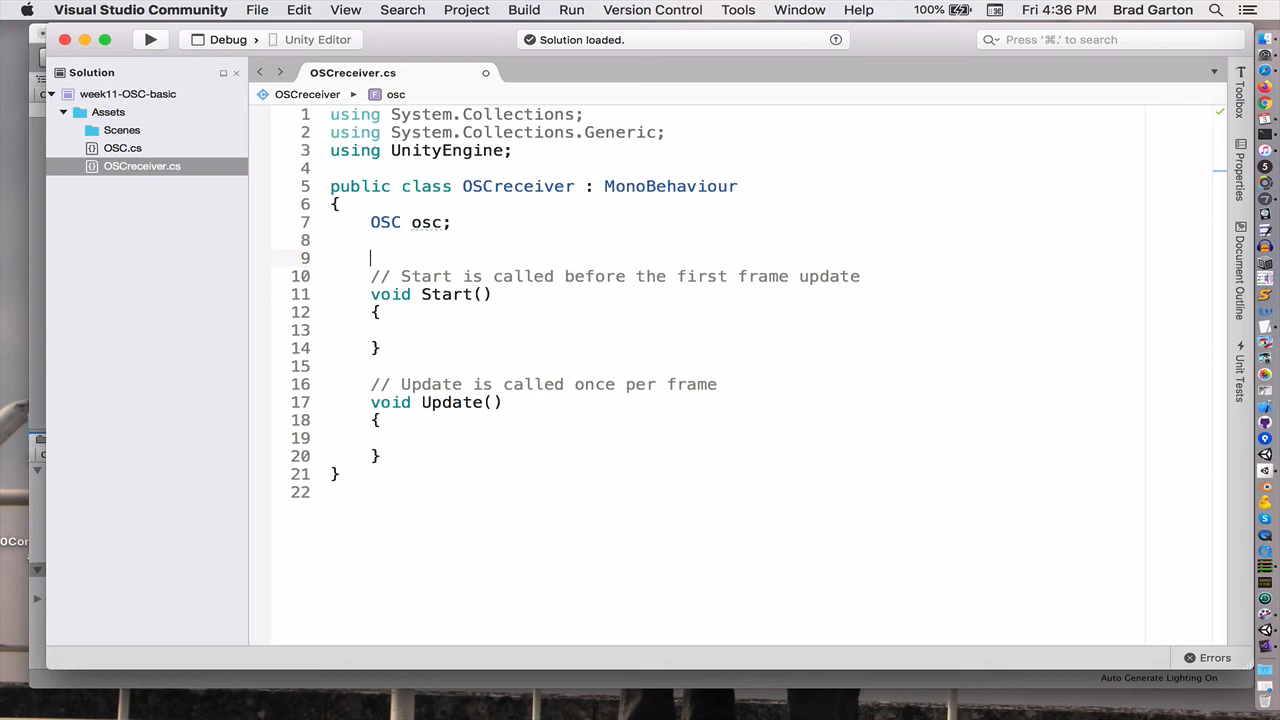 Visual Studio Community File Edit View Search Project Build Run Version Control Tools Window Help 100% Fri 4:36 PM Brad Garton
Debug > Unity Editor Solution loaded. Press '⌘.' to search
Solution OSCreceiver.cs
week11-OSC-basic
Assets
Scenes
OSC.cs
OSCreceiver.cs
OSCreceiver osc
1 using System.Collections;
2 using System.Collections.Generic;
3 using UnityEngine;
4
5 public class OSCreceiver : MonoBehaviour
6 {
7 OSC osc;
8
9
10 // Start is called before the first frame update
11 void Start()
12 {
13
14 }
15
16 // Update is called once per frame
17 void Update()
18 {
19
20 }
21 }
22
Toolbox
Properties
Document Outline
Unit Tests
Errors
Auto Generate Lighting On